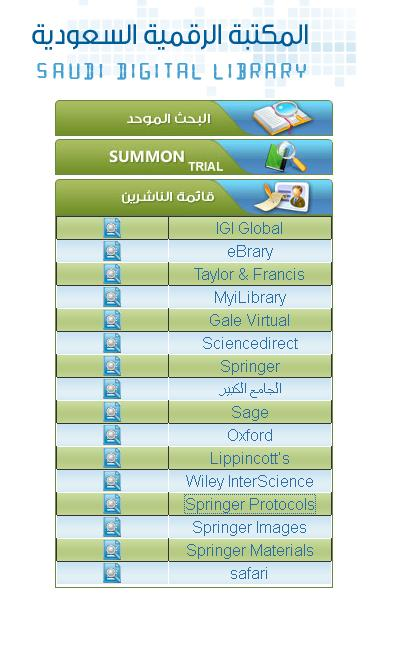 المكتبة الرقمية السعودية
SAUDI DIGITAL LIBRARY
البحث الموحد
SUMMON TRIAL
قائمة الناشرين
IGI Global
eBrary
Taylor & Francis
MyiLibrary
Gale Virtual
Sciencedirect
Springer
الجامع الكبير
Sage
Oxford
Lippincott's
Wiley InterScience
Springer Protocols
Springer Images
Springer Materials
safari